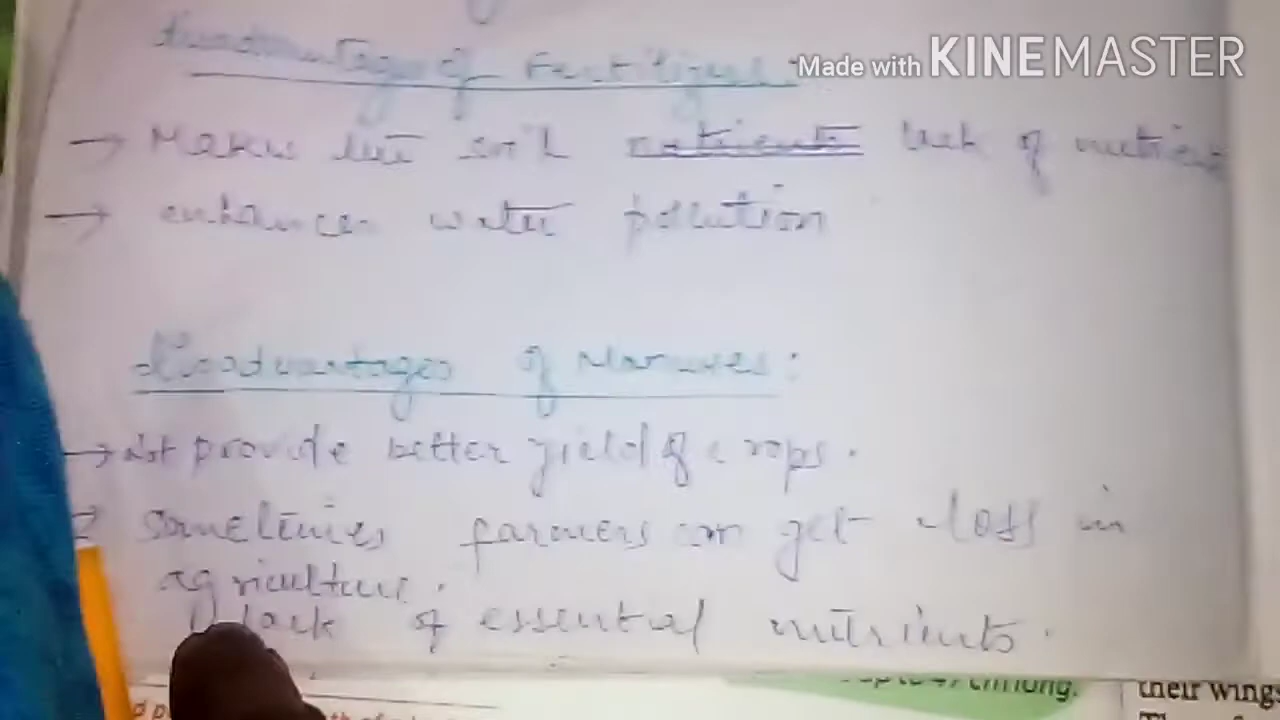 Disadvantages of Fertilizers :
Made with KINEMASTER
→ Makes the soil nutrients lack of nutrient
→ enhances water pollution
Disadvantages of Manures :
→ Not provide better yield of crops .
→ Sometimes farmers can get loss in
agriculture .
lack of essential nutrients .
their wings